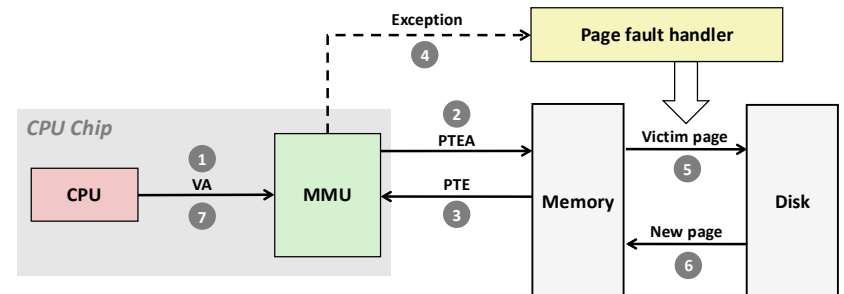 Exception
4
Page fault handler
CPU Chip
2
PTEA
Victim page
5
1
VA
7
CPU
MMU
PTE
3
Memory
Disk
New page
6